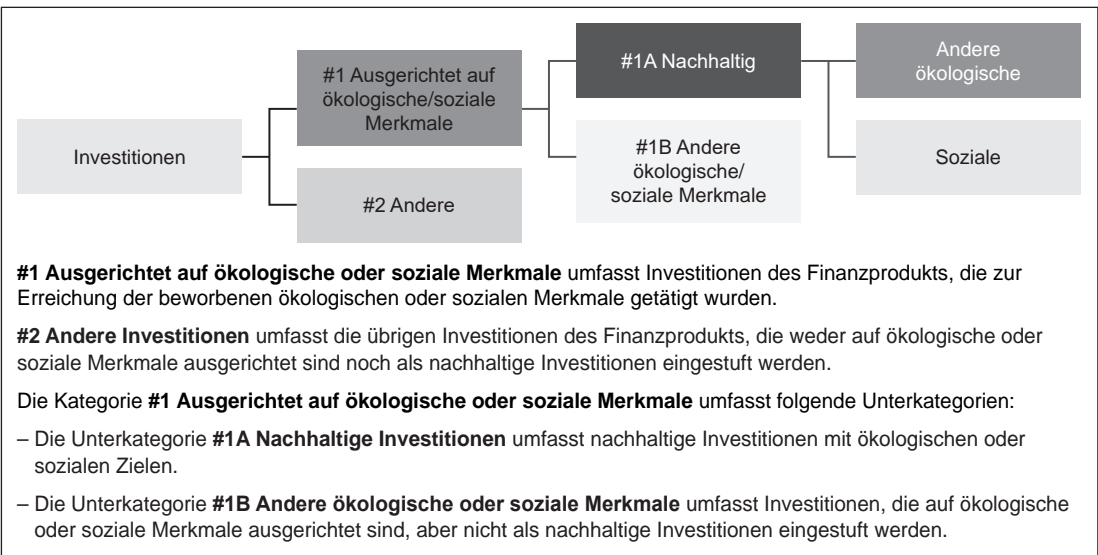 Investitionen
#1 Ausgerichtet auf
ökologische/soziale
Merkmale
#2 Andere
#1A Nachhaltig
#1B Andere
ökologische/
soziale Merkmale
Andere
ökologische
Soziale
#1 Ausgerichtet auf ökologische oder soziale Merkmale umfasst Investitionen des Finanzprodukts, die zur
Erreichung der beworbenen ökologischen oder sozialen Merkmale getätigt wurden.
#2 Andere Investitionen umfasst die übrigen Investitionen des Finanzprodukts, die weder auf ökologische oder
soziale Merkmale ausgerichtet sind noch als nachhaltige Investitionen eingestuft werden.
Die Kategorie #1 Ausgerichtet auf ökologische oder soziale Merkmale umfasst folgende Unterkategorien:
– Die Unterkategorie #1A Nachhaltige Investitionen umfasst nachhaltige Investitionen mit ökologischen oder
sozialen Zielen.
– Die Unterkategorie #1B Andere ökologische oder soziale Merkmale umfasst Investitionen, die auf ökologische
oder soziale Merkmale ausgerichtet sind, aber nicht als nachhaltige Investitionen eingestuft werden.